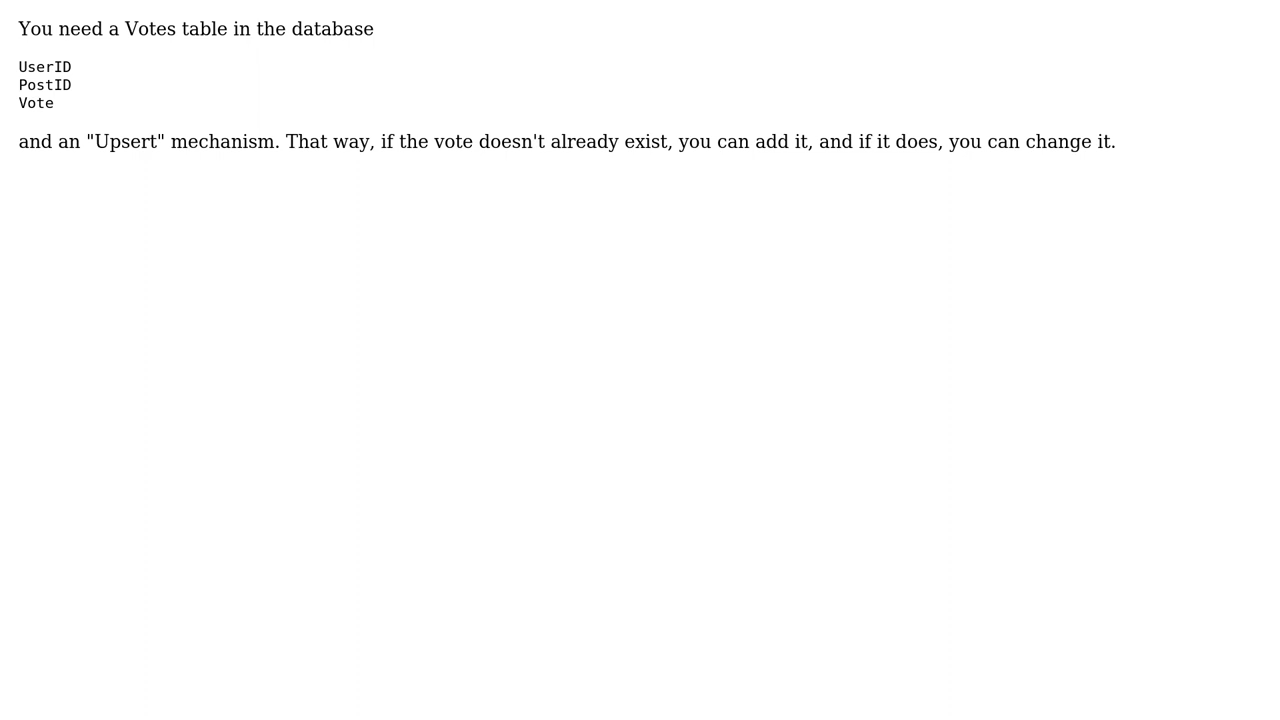 You need a Votes table in the database
UserID
PostID
Vote
and an "Upsert" mechanism. That way, if the vote doesn't already exist, you can add it, and if it does, you can change it.